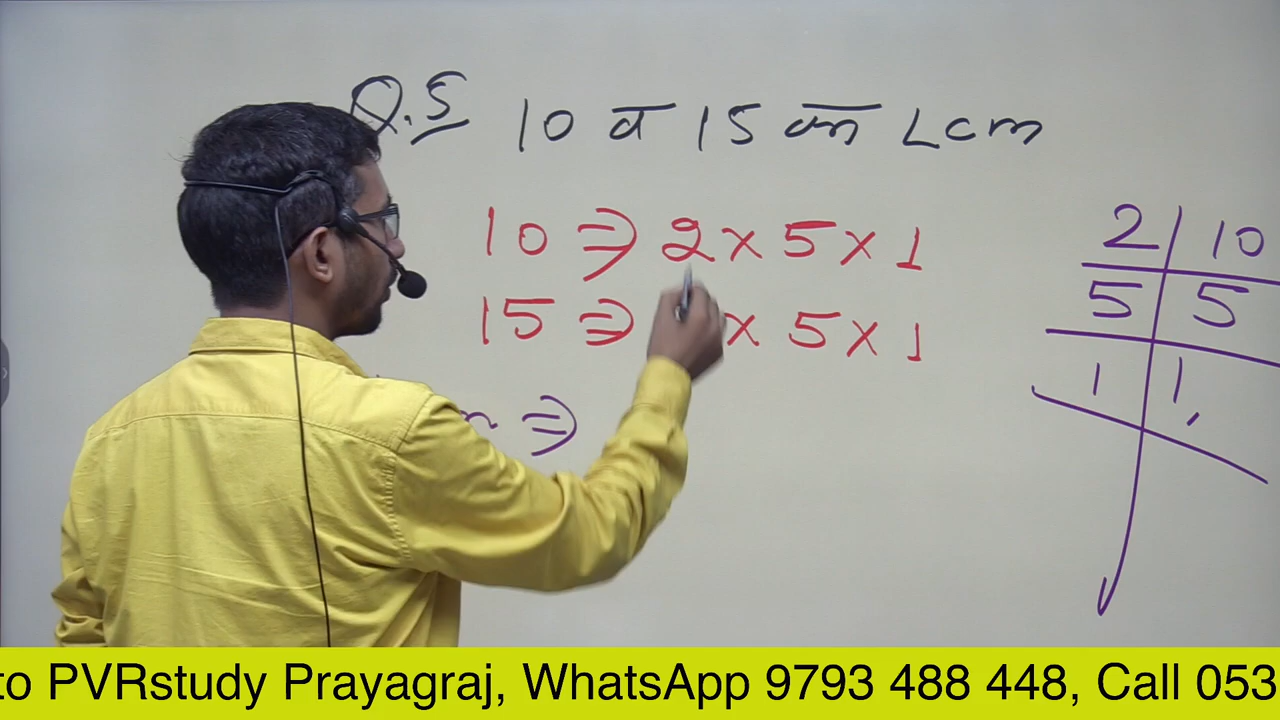 Q.5 10 व 15 का Lcm
10 ⇒ 2 × 5 × 1
15 ⇒ × 5 × 1
⇒
2 | 10
5 | 5
1 | 1
to PVRstudy Prayagraj, WhatsApp 9793 488 448, Call 053